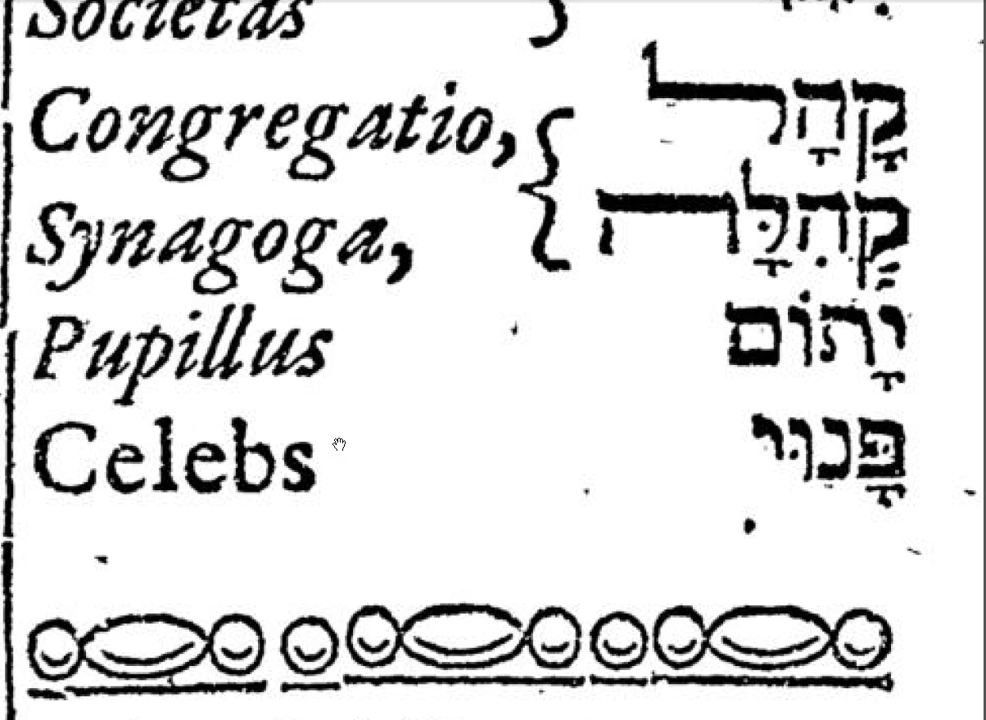 Societas }
Congregatio, { קָהָל
Synagoga, קָהִלָּה
Pupillus יָתוֹם
Celebs פָּנוּי